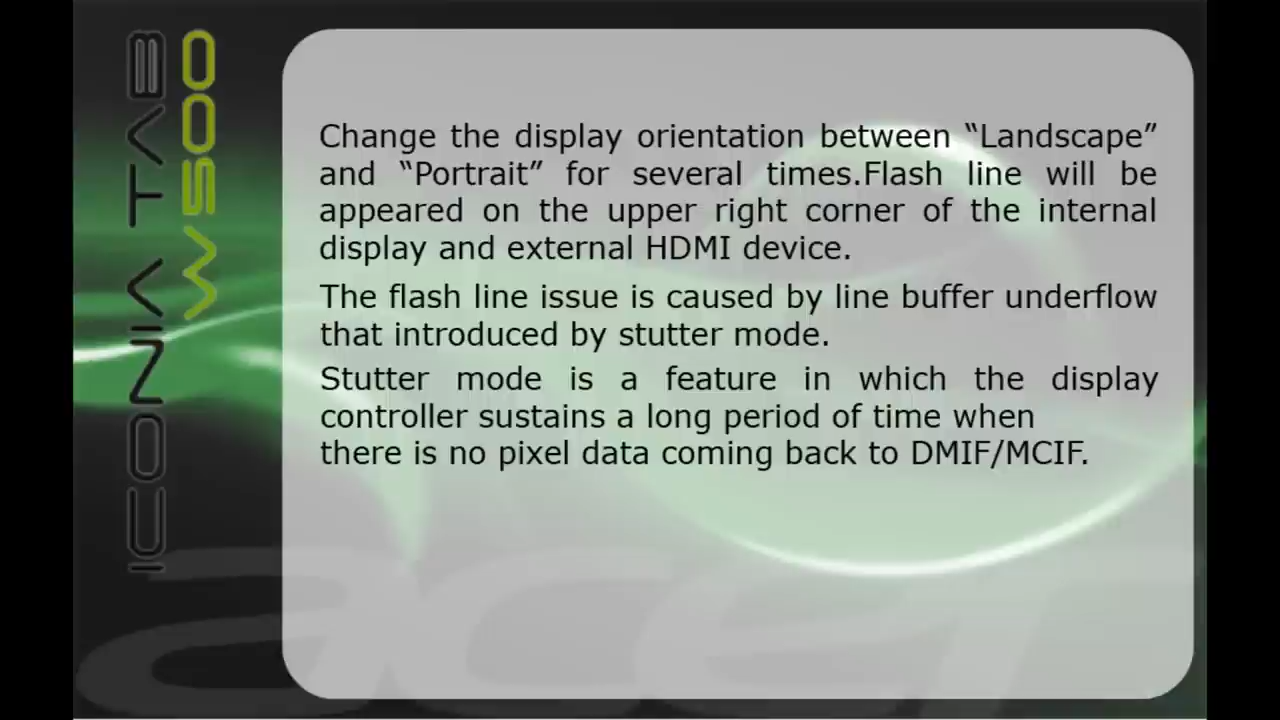 ICONIA TAB
W500
Change the display orientation between “Landscape”
and “Portrait” for several times.Flash line will be
appeared on the upper right corner of the internal
display and external HDMI device.
The flash line issue is caused by line buffer underflow
that introduced by stutter mode.
Stutter mode is a feature in which the display
controller sustains a long period of time when
there is no pixel data coming back to DMIF/MCIF.
acer